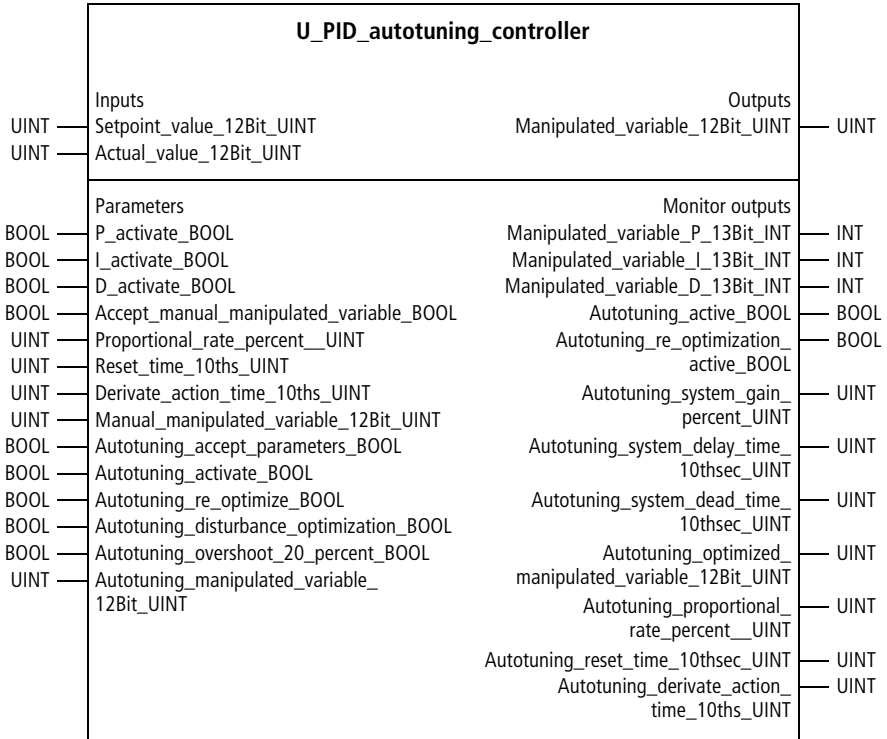 U_PID_autotuning_controller
Inputs Outputs
UINT Setpoint_value_12Bit_UINT Manipulated_variable_12Bit_UINT UINT
UINT Actual_value_12Bit_UINT
Parameters Monitor outputs
BOOL P_activate_BOOL Manipulated_variable_P_13Bit_INT INT
BOOL I_activate_BOOL Manipulated_variable_I_13Bit_INT INT
BOOL D_activate_BOOL Manipulated_variable_D_13Bit_INT INT
BOOL Accept_manual_manipulated_variable_BOOL Autotuning_active_BOOL BOOL
UINT Proportional_rate_percent__UINT Autotuning_re_optimization_ BOOL
UINT Reset_time_10ths_UINT active_BOOL
UINT Derivate_action_time_10ths_UINT Autotuning_system_gain_ UINT
UINT Manual_manipulated_variable_12Bit_UINT percent_UINT
BOOL Autotuning_accept_parameters_BOOL Autotuning_system_delay_time_ UINT
BOOL Autotuning_activate_BOOL 10thsec_UINT
BOOL Autotuning_re_optimize_BOOL Autotuning_system_dead_time_ UINT
BOOL Autotuning_disturbance_optimization_BOOL 10thsec_UINT
BOOL Autotuning_overshoot_20_percent_BOOL Autotuning_optimized_ UINT
UINT Autotuning_manipulated_variable_ manipulated_variable_12Bit_UINT
12Bit_UINT Autotuning_proportional_ UINT
rate_percent__UINT
Autotuning_reset_time_10thsec_UINT UINT
Autotuning_derivate_action_ UINT
time_10ths_UINT